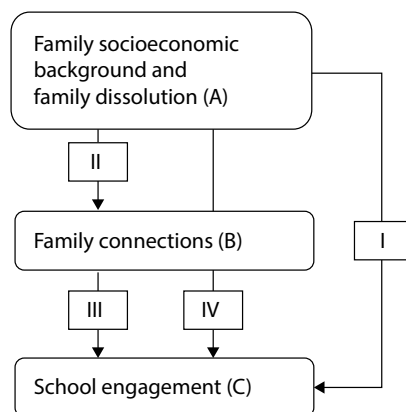 Family socioeconomic
background and
family dissolution (A)
II
Family connections (B)
I
III
IV
School engagement (C)